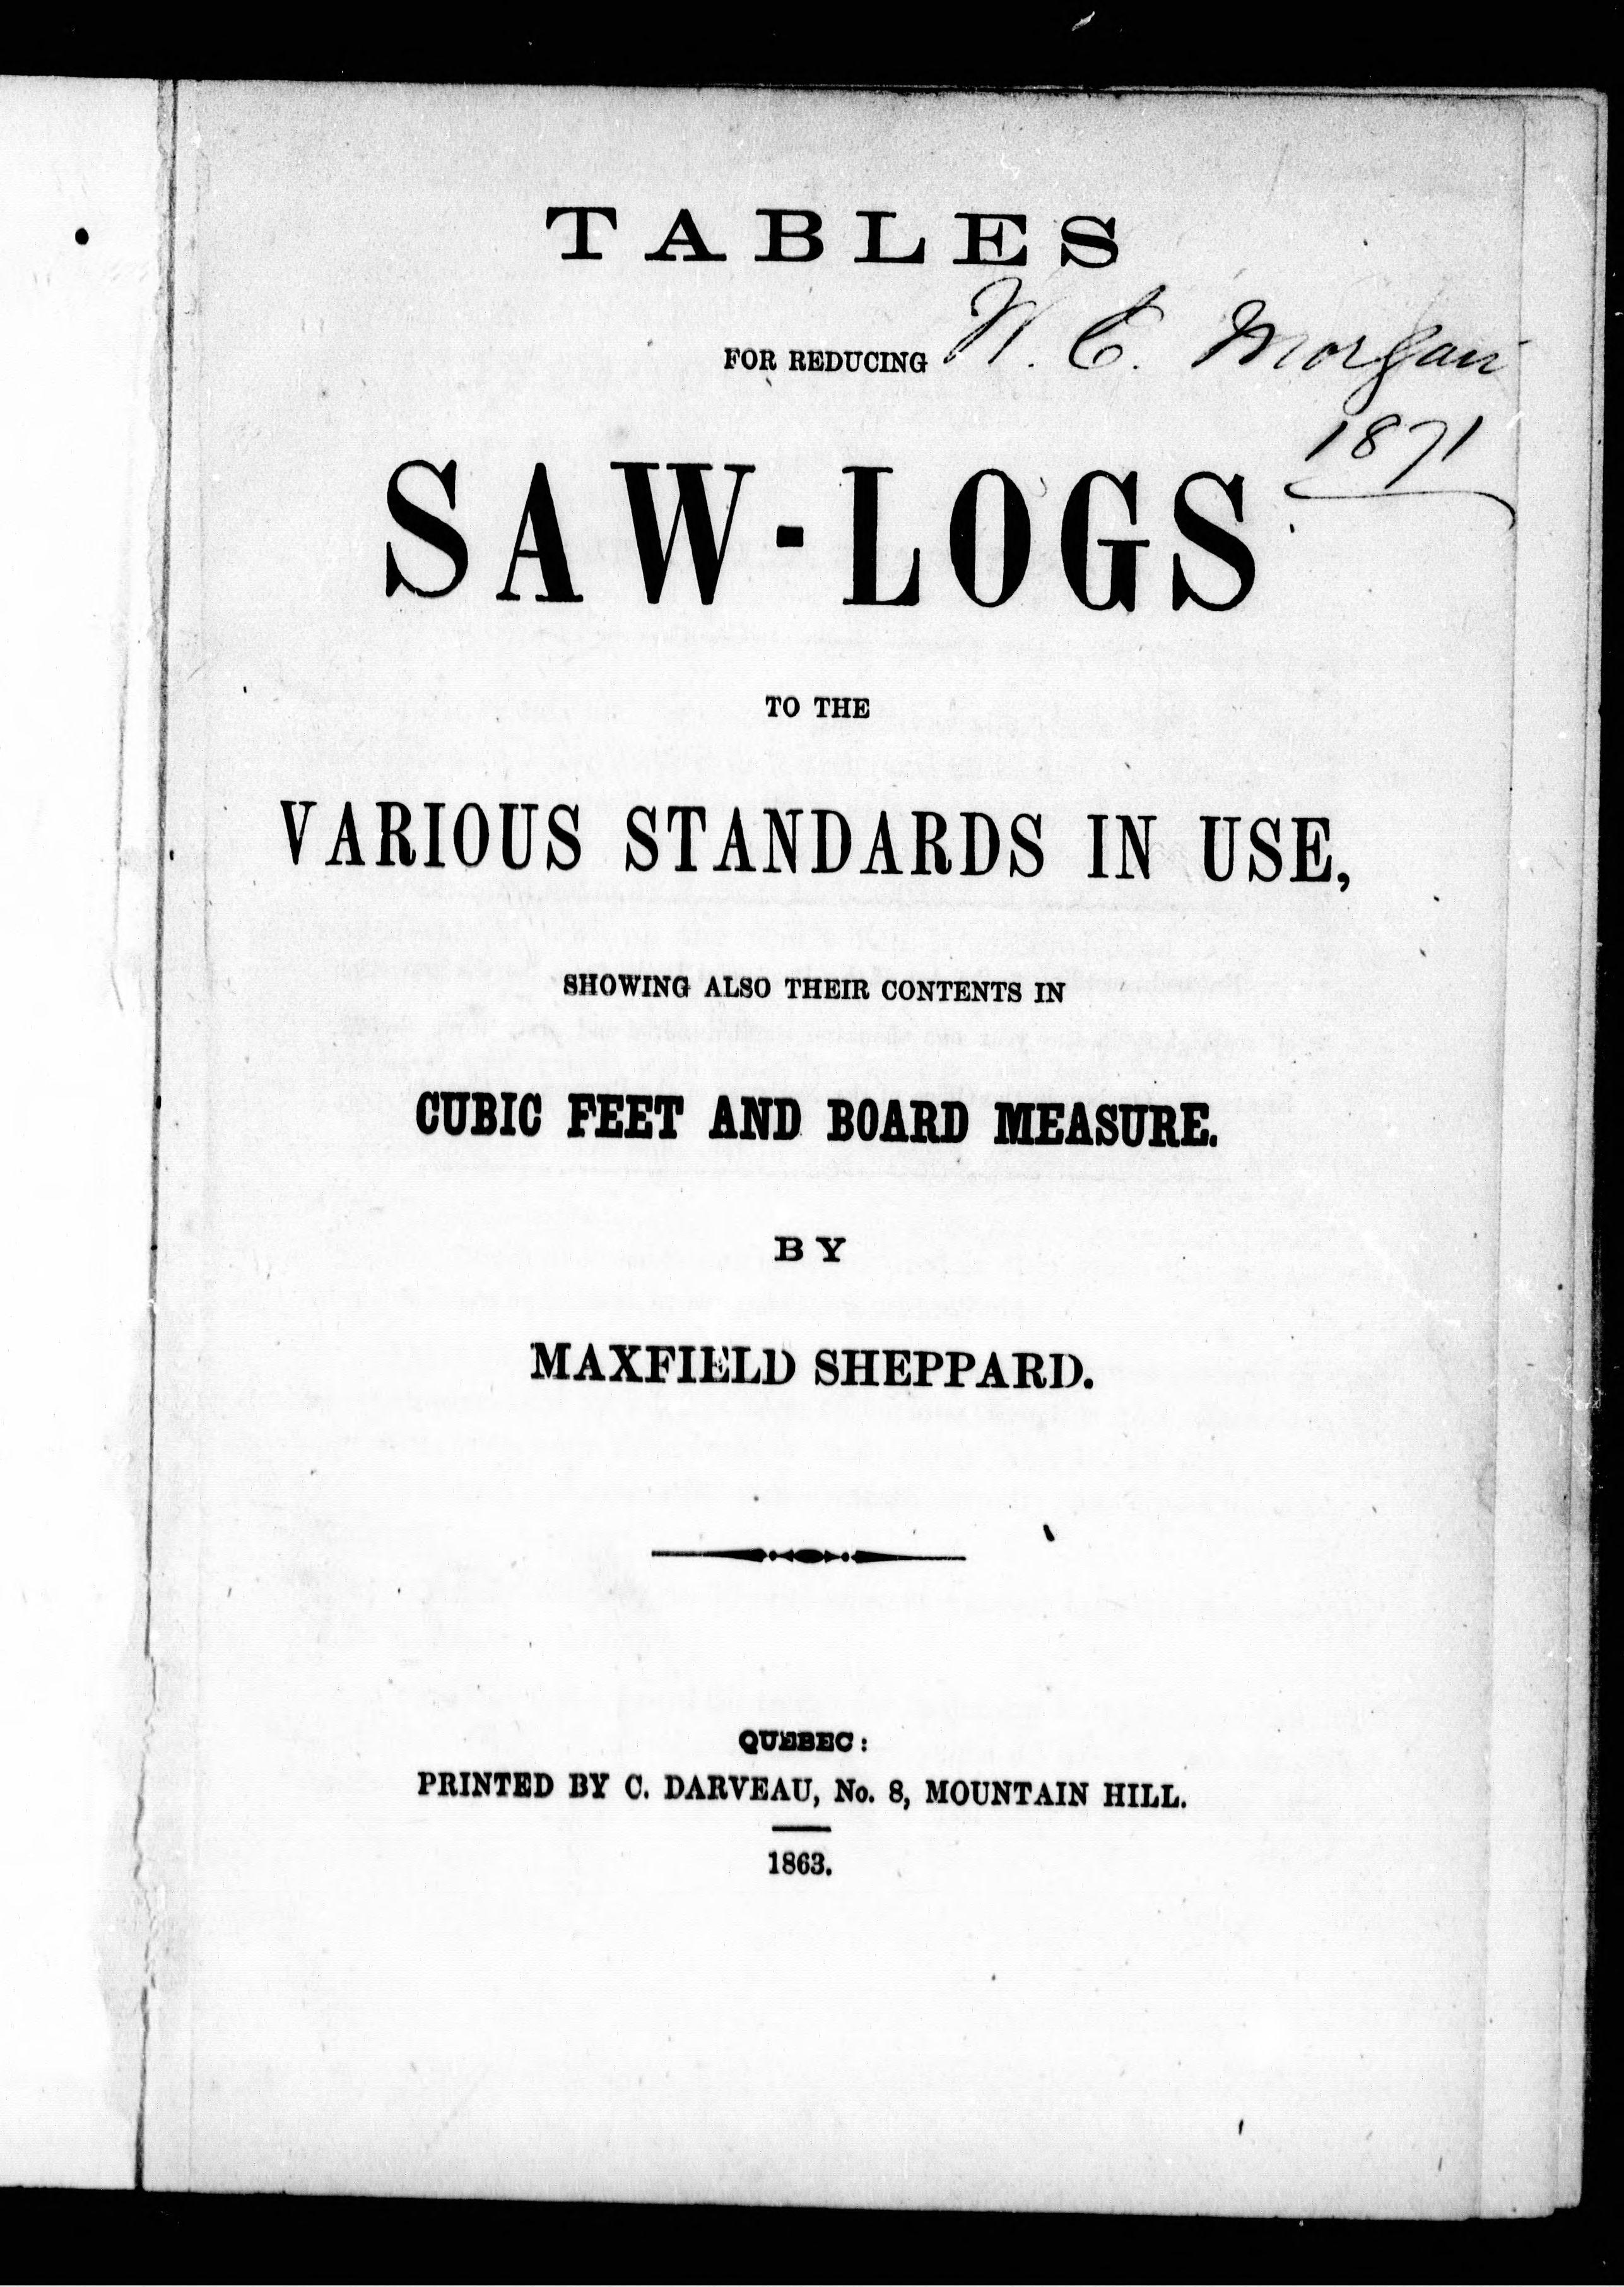 TABLES
FOR REDUCING
W. C. Morgan
1871
SAW-LOGS
TO THE
VARIOUS STANDARDS IN USE,
SHOWING ALSO THEIR CONTENTS IN
CUBIC FEET AND BOARD MEASURE.
BY
MAXFIELD SHEPPARD.
QUEBEC:
PRINTED BY C. DARVEAU, No. 8, MOUNTAIN HILL.
1863.